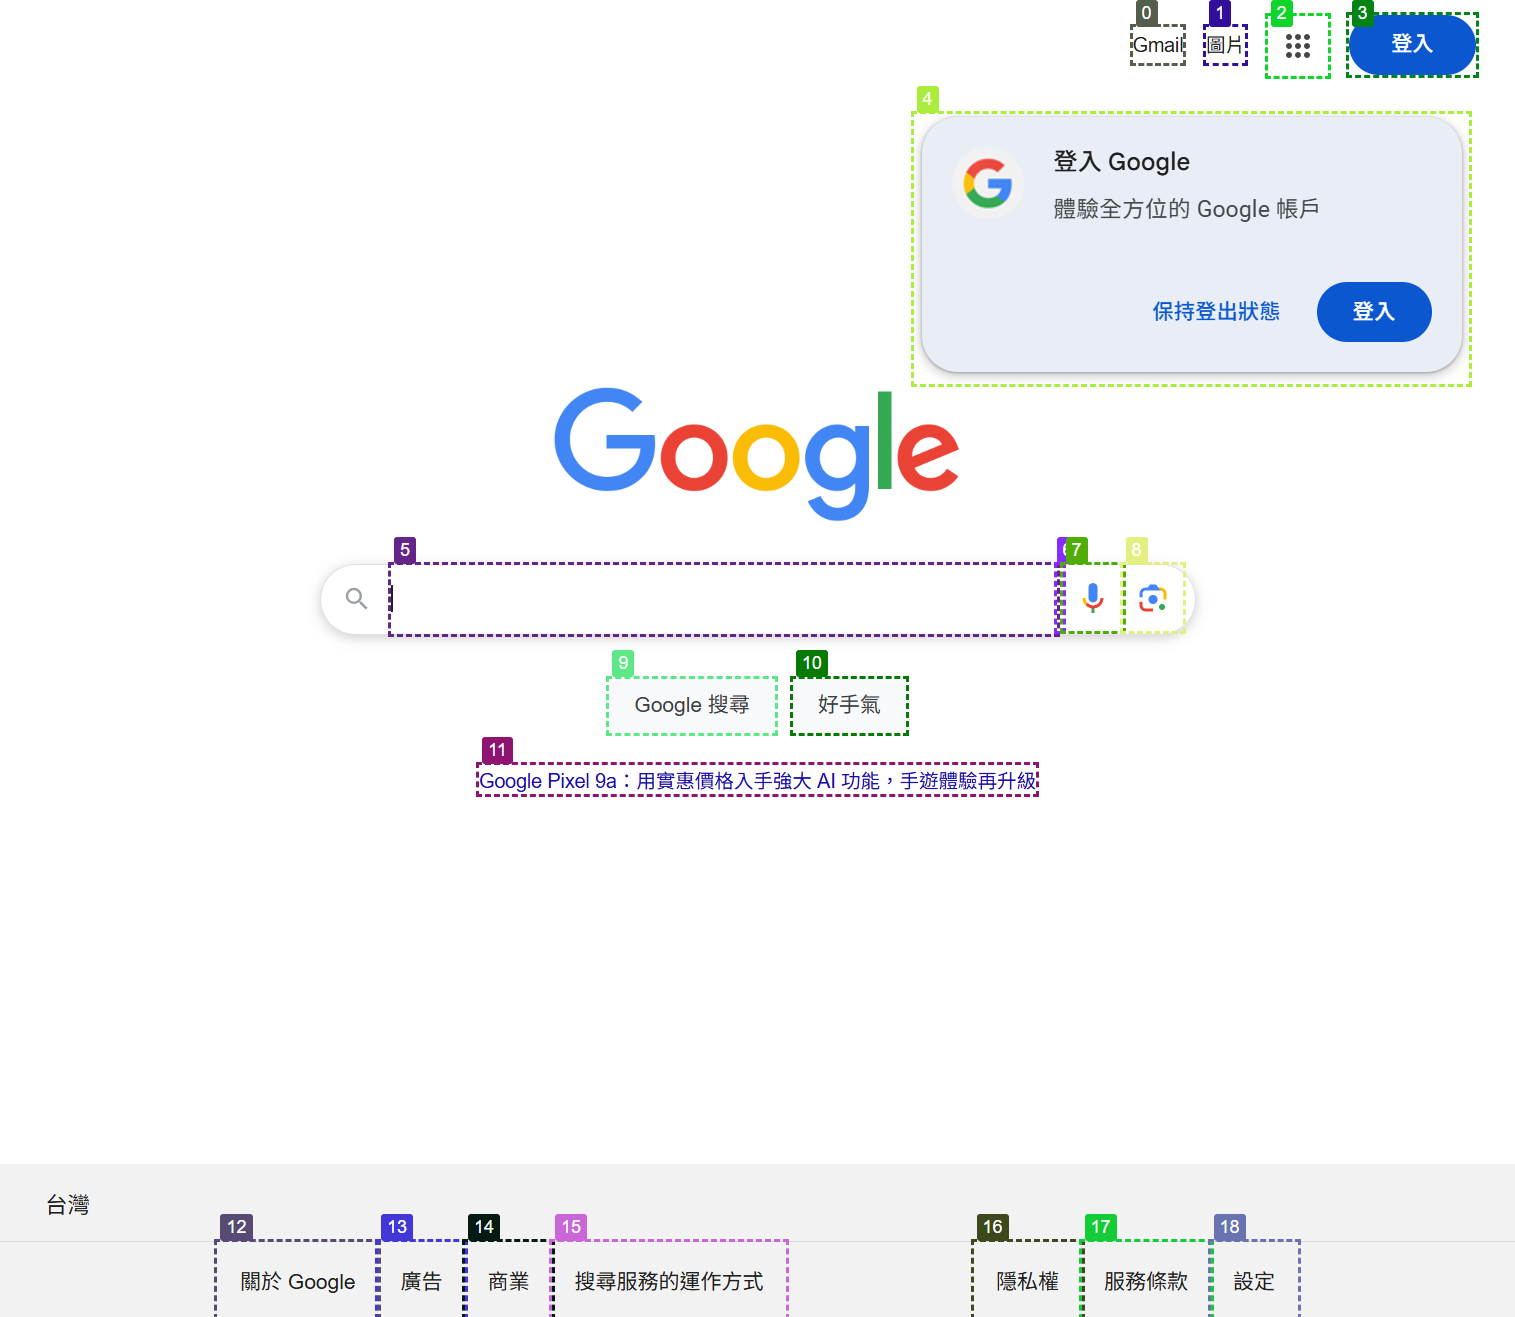 0 1 2 3
Gmail 圖片 登入
4
登入 Google
體驗全方位的 Google 帳戶
保持登出狀態 登入
Google
5 7 8
9 10
Google 搜尋 好手氣
11
Google Pixel 9a：用實惠價格入手強大 AI 功能，手遊體驗再升級
台灣
12 13 14 15 16 17 18
關於 Google 廣告 商業 搜尋服務的運作方式 隱私權 服務條款 設定